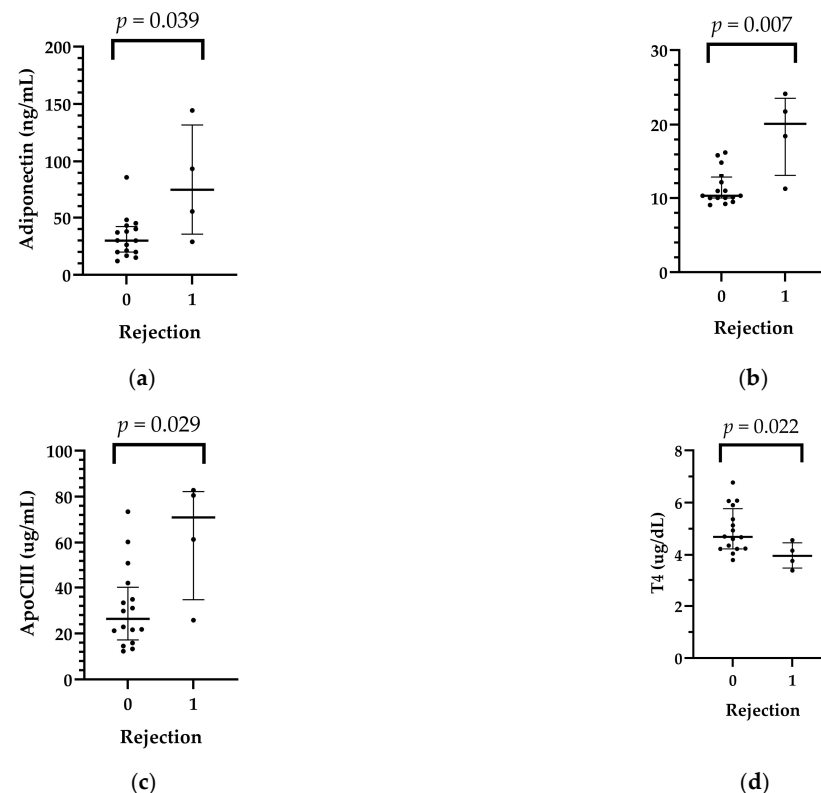 p = 0.039
200
150
100
50
0
Adiponectin (ng/mL)
0 1
Rejection
(a)
p = 0.007
30
20
10
0
0 1
Rejection
(b)
p = 0.029
100
80
60
40
20
0
ApoCIII (ug/mL)
0 1
Rejection
(c)
p = 0.022
8
6
4
2
0
T4 (ug/dL)
0 1
Rejection
(d)